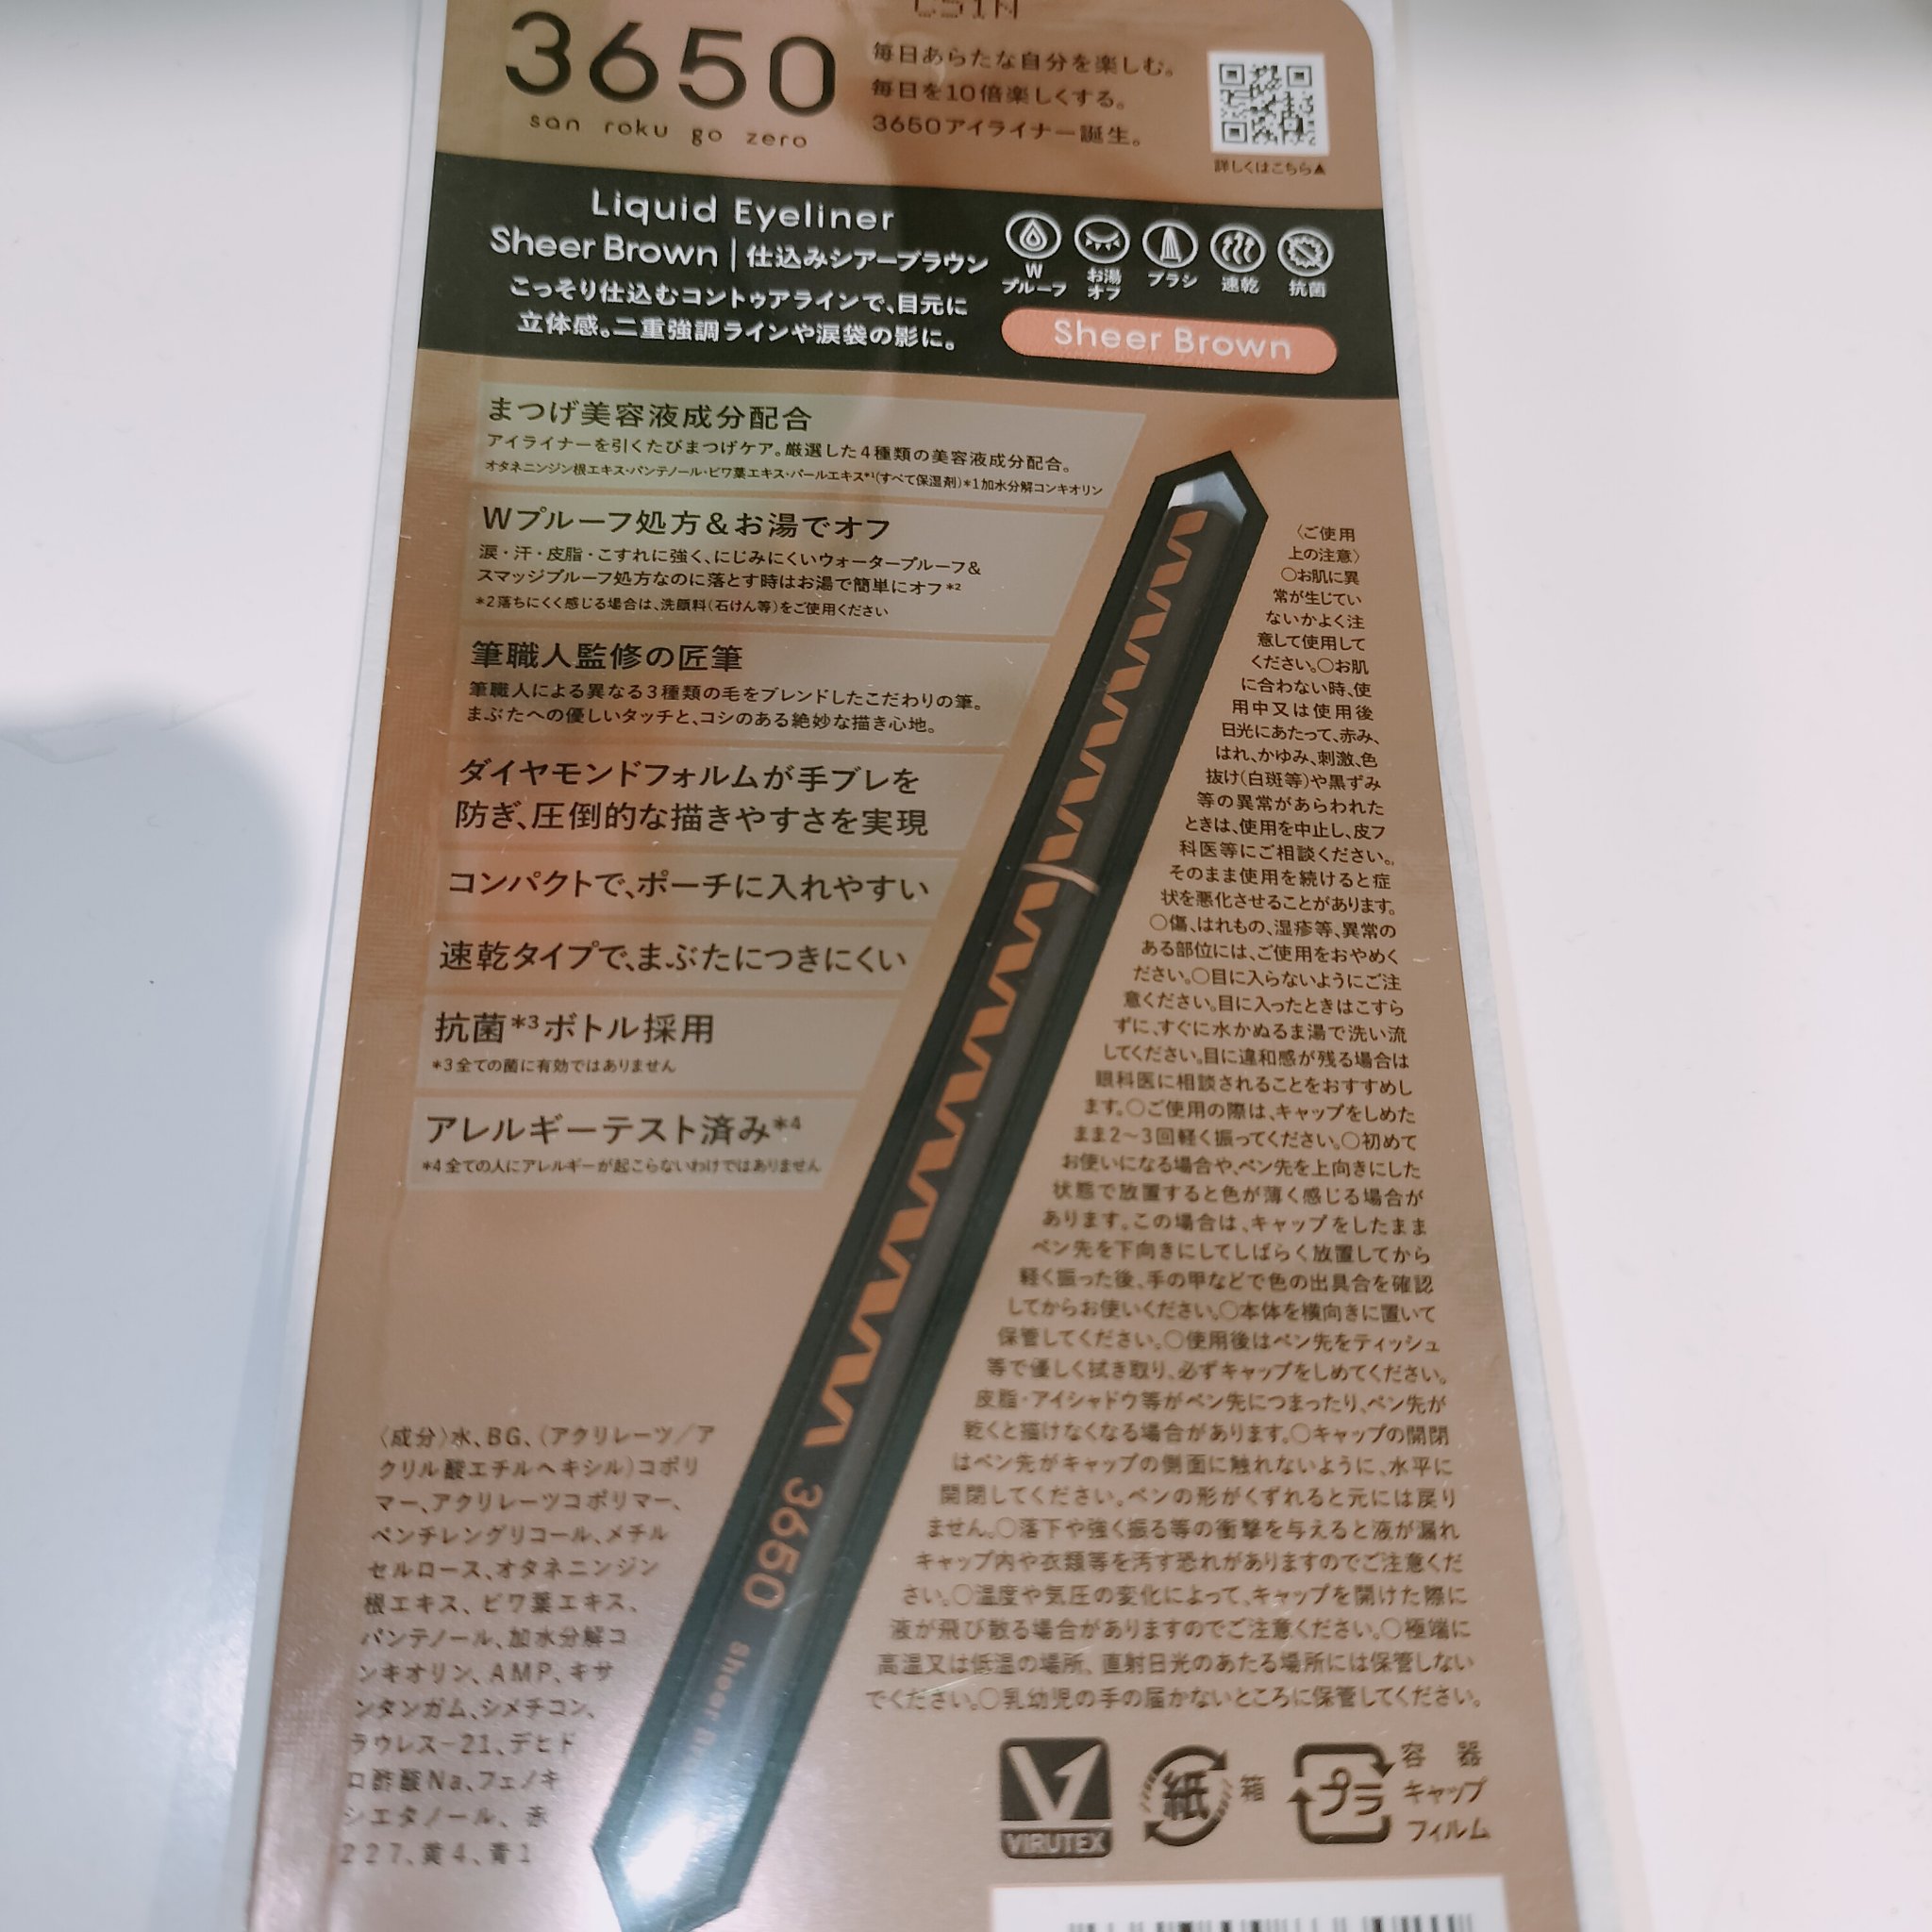 3650
san roku go zero
毎日あらたな自分を楽しむ。
毎日を10倍楽しくする。
3650アイライナー誕生。
詳しくはこちら▲
Liquid Eyeliner
Sheer Brown | 仕込みシアーブラウン
こっそり仕込むコントゥアラインで、目元に
立体感。二重強調ラインや涙袋の影に。
W
プルーフ
お湯
オフ
ブラシ
速乾
抗菌
Sheer Brown
まつげ美容液成分配合
アイライナーを引くたびまつげケア。厳選した4種類の美容液成分配合。
オタネニンジン根エキス・パンテノール・ビワ葉エキス・パールエキス*¹(すべて保湿剤)*1加水分解コンキオリン
Wプルーフ処方&お湯でオフ
涙・汗・皮脂・こすれに強く、にじみにくいウォータープルーフ&
スマッジプルーフ処方なのに落とす時はお湯で簡単にオフ*²
*2落ちにくく感じる場合は、洗顔料(石けん等)をご使用ください
筆職人監修の匠筆
筆職人による異なる3種類の毛をブレンドしたこだわりの筆。
まぶたへの優しいタッチと、コシのある絶妙な描き心地。
ダイヤモンドフォルムが手ブレを
防ぎ、圧倒的な描きやすさを実現
コンパクトで、ポーチに入れやすい
速乾タイプで、まぶたにつきにくい
抗菌*³ボトル採用
*3全ての菌に有効ではありません
アレルギーテスト済み*⁴
*4全ての人にアレルギーが起こらないわけではありません
〈成分〉水、BG、(アクリレーツ/ア
クリル酸エチルヘキシル)コポリ
マー、アクリレーツコポリマー、
ペンチレングリコール、メチル
セルロース、オタネニンジン
根エキス、ビワ葉エキス、
パンテノール、加水分解コ
ンキオリン、AMP、キサ
ンタンガム、シメチコン、
ラウレス-21、デヒド
ロ酢酸Na、フェノキ
シエタノール、赤
227、黄4、青1
3650
Sheer
〈ご使用
上の注意〉
○お肌に異
常が生じてい
ないかよく注
意して使用して
ください。○お肌
に合わない時、使
用中又は使用後
日光にあたって、赤み、
はれ、かゆみ、刺激、色
抜け(白斑等)や黒ずみ
等の異常があらわれた
ときは、使用を中止し、皮フ
科医等にご相談ください。
そのまま使用を続けると症
状を悪化させることがあります。
○傷、はれもの、湿疹等、異常の
ある部位には、ご使用をおやめく
ださい。○目に入らないようにご注
意ください。目に入ったときはこすら
ずに、すぐに水かぬるま湯で洗い流
してください。目に違和感が残る場合は
眼科医に相談されることをおすすめし
ます。○ご使用の際は、キャップをしめた
まま2～3回軽く振ってください。○初めて
お使いになる場合や、ペン先を上向きにした
状態で放置すると色が薄く感じる場合が
あります。この場合は、キャップをしたまま
ペン先を下向きにしてしばらく放置してから
軽く振った後、手の甲などで色の出具合を確認
してからお使いください。○本体を横向きに置いて
保管してください。○使用後はペン先をティッシュ
等で優しく拭き取り、必ずキャップをしめてください。
皮脂・アイシャドウ等がペン先につまったり、ペン先が
乾くと描けなくなる場合があります。○キャップの開閉
はペン先がキャップの側面に触れないように、水平に
開閉してください。ペンの形がくずれると元には戻り
ません。○落下や強く振る等の衝撃を与えると液が漏れ
キャップ内や衣類等を汚す恐れがありますのでご注意くだ
さい。○温度や気圧の変化によって、キャップを開けた際に
液が飛び散る場合がありますのでご注意ください。○極端に
高温又は低温の場所、直射日光のあたる場所には保管しない
でください。○乳幼児の手の届かないところに保管してください。
VIRUTEX
紙
箱
プラ
容器
キャップ
フィルム